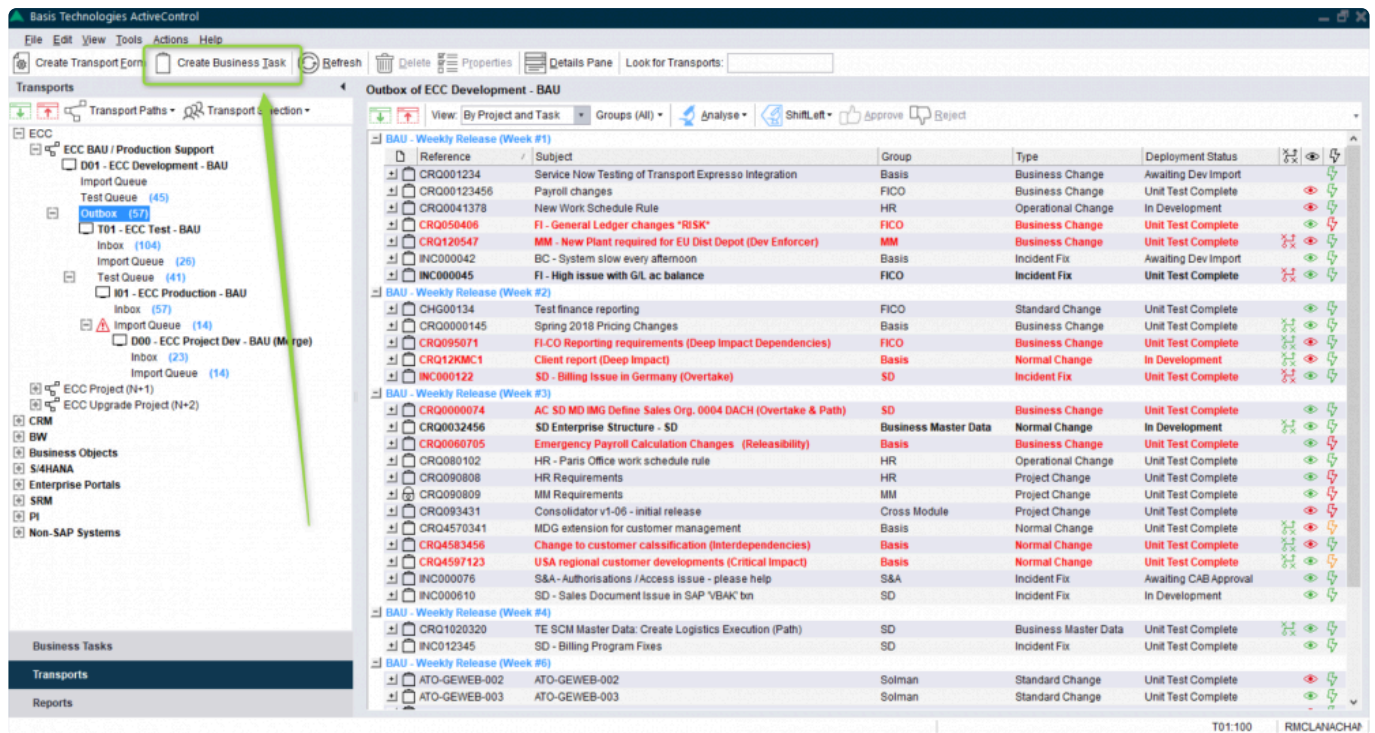 Basis Technologies ActiveControl
File Edit View Tools Actions Help
Create Transport Form Create Business Task Refresh Delete Properties Details Pane Look for Transports:
Transports
Transport Paths Transport Selection
ECC
ECC BAU / Production Support
D01 - ECC Development - BAU
Import Queue
Test Queue (45)
Outbox (57)
T01 - ECC Test - BAU
Inbox (104)
Import Queue (26)
Test Queue (41)
I01 - ECC Production - BAU
Inbox (57)
Import Queue (14)
D00 - ECC Project Dev - BAU (Merge)
Inbox (23)
Import Queue (14)
ECC Project (N+1)
ECC Upgrade Project (N+2)
CRM
BW
Business Objects
S/4HANA
Enterprise Portals
SRM
PI
Non-SAP Systems
Business Tasks
Transports
Reports
Outbox of ECC Development - BAU
View: By Project and Task Groups (All) Analyse ShiftLeft Approve Reject
BAU - Weekly Release (Week #1)
Reference Subject Group Type Deployment Status
CRQ001234 Service Now Testing of Transport Expresso Integration Basis Business Change Awaiting Dev Import
CRQ00123456 Payroll changes FICO Business Change Unit Test Complete
CRQ0041378 New Work Schedule Rule HR Operational Change In Development
CRQ050406 FI - General Ledger changes *RISK* FICO Business Change Unit Test Complete
CRQ120547 MM - New Plant required for EU Dist Depot (Dev Enforcer) MM Business Change Unit Test Complete
INC000042 BC - System slow every afternoon Basis Incident Fix Awaiting Dev Import
INC000045 FI - High issue with G/L ac balance FICO Incident Fix Unit Test Complete
BAU - Weekly Release (Week #2)
CHG00134 Test finance reporting FICO Standard Change Unit Test Complete
CRQ0000145 Spring 2018 Pricing Changes Basis Business Change Unit Test Complete
CRQ095071 FI-CO Reporting requirements (Deep Impact Dependencies) FICO Business Change Unit Test Complete
CRQ12KMC1 Client report (Deep Impact) Basis Normal Change In Development
INC000122 SD - Billing Issue in Germany (Overtake) SD Incident Fix Unit Test Complete
BAU - Weekly Release (Week #3)
CRQ0000074 AC SD MD IMG Define Sales Org. 0004 DACH (Overtake & Path) SD Business Change Unit Test Complete
CRQ0032456 SD Enterprise Structure - SD Business Master Data Normal Change In Development
CRQ0060705 Emergency Payroll Calculation Changes (Releasibility) Basis Business Change Unit Test Complete
CRQ080102 HR - Paris Office work schedule rule HR Operational Change Unit Test Complete
CRQ090808 HR Requirements HR Project Change Unit Test Complete
CRQ090809 MM Requirements MM Project Change Unit Test Complete
CRQ093431 Consolidator v1-06 - initial release Cross Module Project Change Unit Test Complete
CRQ4570341 MDG extension for customer management Basis Normal Change Unit Test Complete
CRQ4583456 Change to customer calssification (Interdependencies) Basis Normal Change Unit Test Complete
CRQ4597123 USA regional customer developments (Critical Impact) Basis Normal Change Unit Test Complete
INC000076 S&A - Authorisations / Access issue - please help S&A Incident Fix Awaiting CAB Approval
INC000610 SD - Sales Document Issue in SAP 'VBAK' txn SD Incident Fix In Development
BAU - Weekly Release (Week #4)
CRQ1020320 TE SCM Master Data: Create Logistics Execution (Path) SD Business Master Data Unit Test Complete
INC012345 SD - Billing Program Fixes SD Incident Fix Unit Test Complete
BAU - Weekly Release (Week #6)
ATO-GEWEB-002 ATO-GEWEB-002 Solman Standard Change Unit Test Complete
ATO-GEWEB-003 ATO-GEWEB-003 Solman Standard Change Unit Test Complete
T01:100 RMCLANACHAN